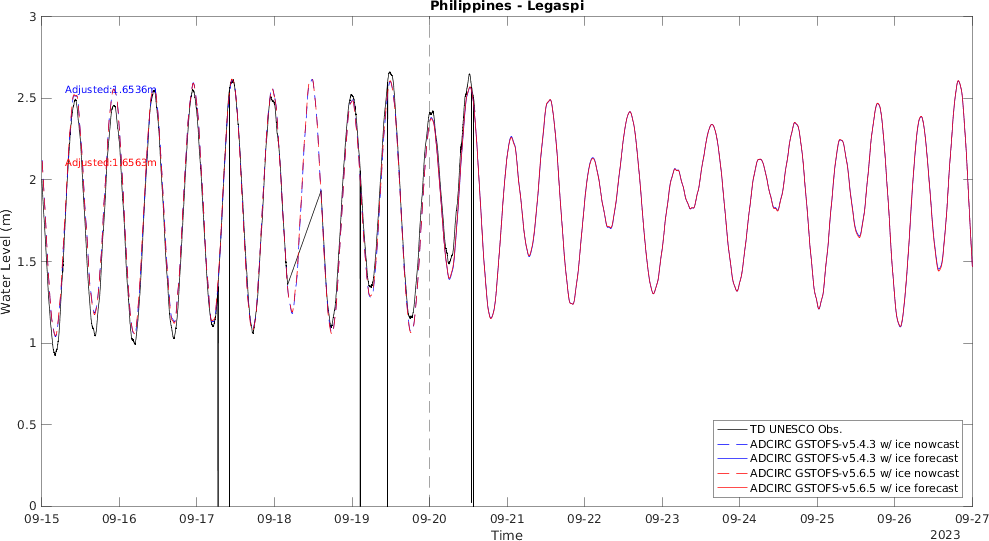 Philippines - Legaspi
3
2.5
2
1.5
1
0.5
0
Water Level (m)
Adjusted:1.6536m
Adjusted:1.6563m
TD UNESCO Obs.
ADCIRC GSTOFS-v5.4.3 w/ ice nowcast
ADCIRC GSTOFS-v5.4.3 w/ ice forecast
ADCIRC GSTOFS-v5.6.5 w/ ice nowcast
ADCIRC GSTOFS-v5.6.5 w/ ice forecast
09-15 09-16 09-17 09-18 09-19 09-20 09-21 09-22 09-23 09-24 09-25 09-26 09-27
Time
2023